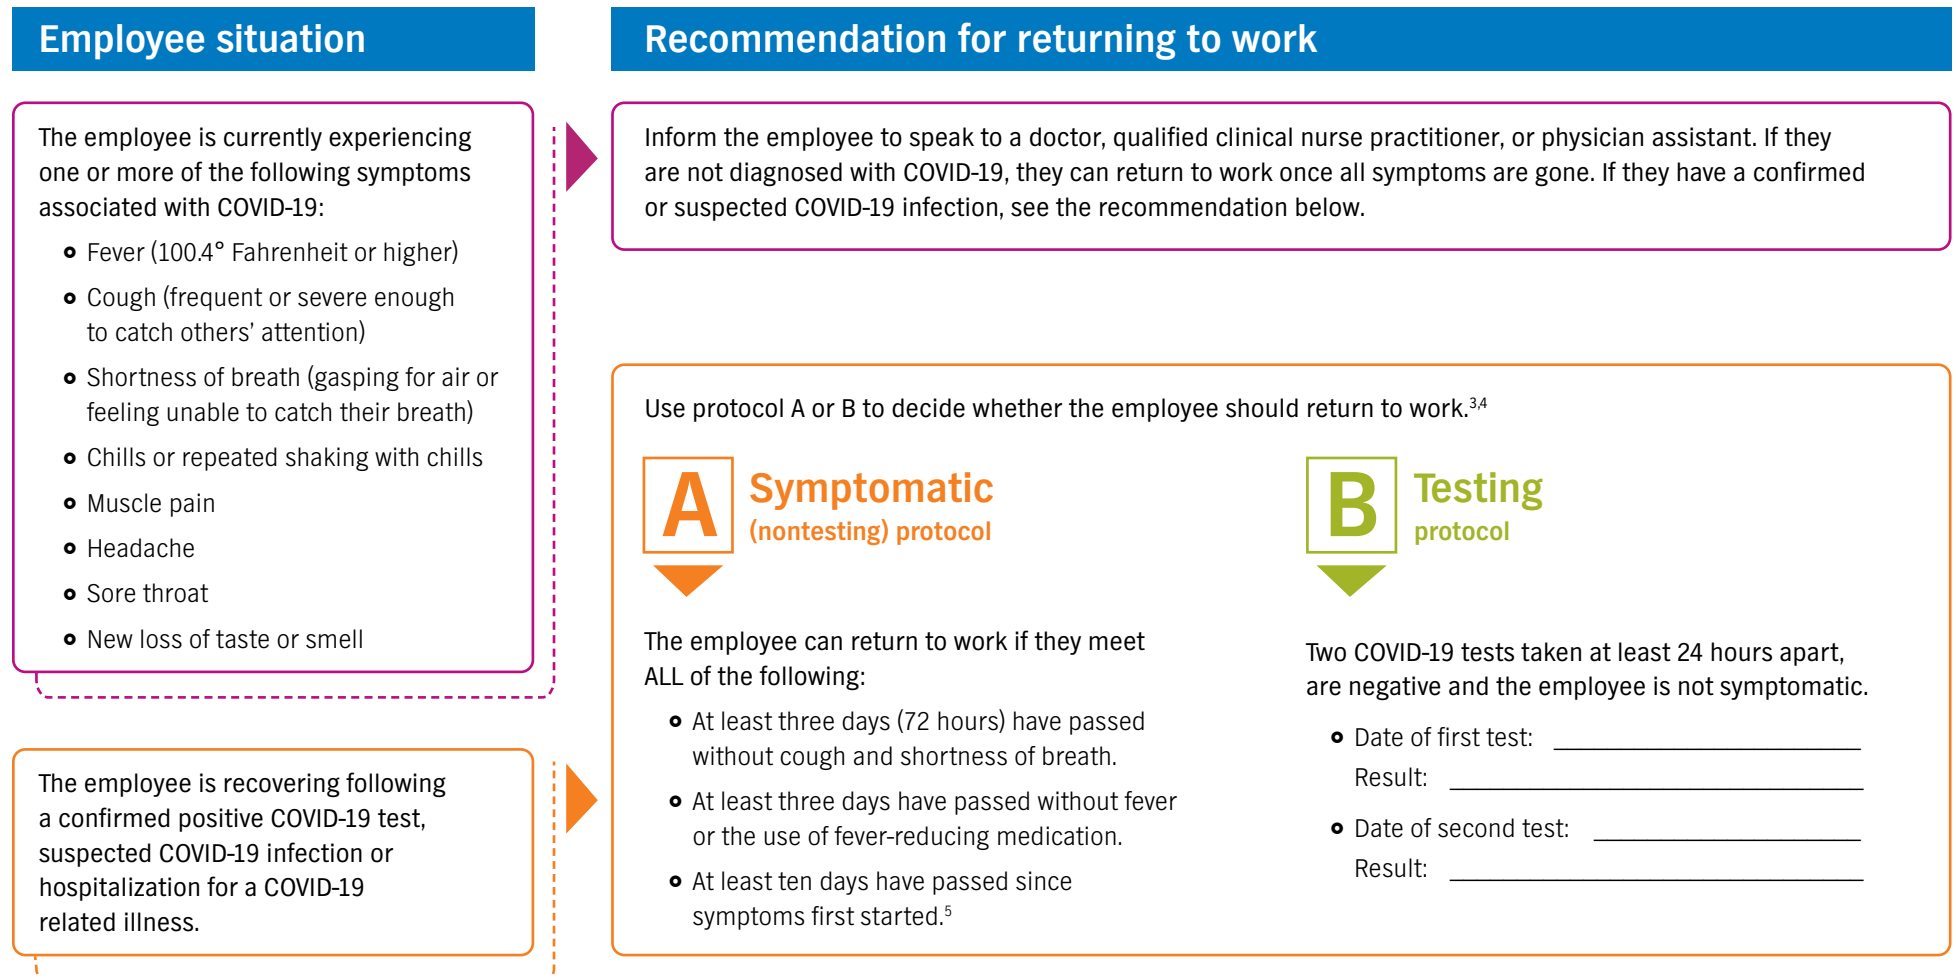 Employee situation
Recommendation for returning to work
The employee is currently experiencing
one or more of the following symptoms
associated with COVID-19:
Fever (100.4° Fahrenheit or higher)
Cough (frequent or severe enough
to catch others' attention)
Shortness of breath (gasping for air or
feeling unable to catch their breath)
Chills or repeated shaking with chills
Muscle pain
Headache
Sore throat
New loss of taste or smell
Inform the employee to speak to a doctor, qualified clinical nurse practitioner, or physician assistant. If they
are not diagnosed with COVID-19, they can return to work once all symptoms are gone. If they have a confirmed
or suspected COVID-19 infection, see the recommendation below.
The employee is recovering following
a confirmed positive COVID-19 test,
suspected COVID-19 infection or
hospitalization for a COVID-19
related illness.
Use protocol A or B to decide whether the employee should return to work.3,4
A
Symptomatic
(nontesting) protocol
The employee can return to work if they meet
ALL of the following:
At least three days (72 hours) have passed
without cough and shortness of breath.
At least three days have passed without fever
or the use of fever-reducing medication.
At least ten days have passed since
symptoms first started.5
B
Testing
protocol
Two COVID-19 tests taken at least 24 hours apart,
are negative and the employee is not symptomatic.
Date of first test:
Result:
Date of second test:
Result: